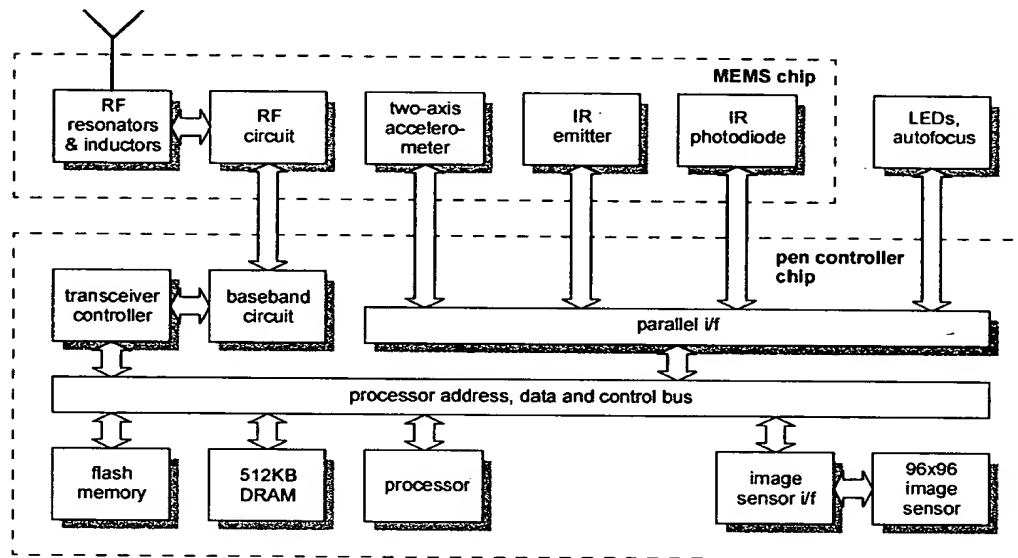 MEMS chip
RF
resonators
& inductors
RF
circuit
two-axis
accelero-
meter
IR
emitter
IR
photodiode
LEDs,
autofocus
pen controller
chip
transceiver
controller
baseband
circuit
parallel i/f
processor address, data and control bus
flash
memory
512KB
DRAM
processor
image
sensor i/f
96x96
image
sensor